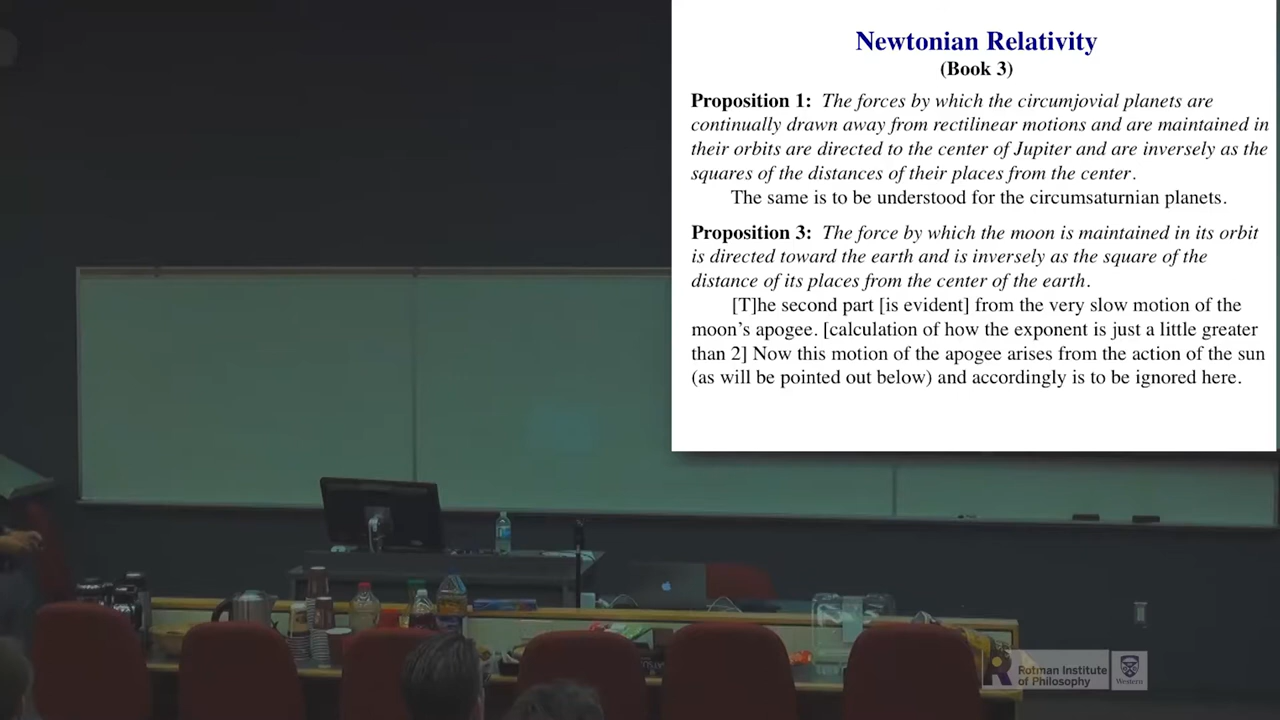 Newtonian Relativity
(Book 3)
Proposition 1: The forces by which the circumjovial planets are
continually drawn away from rectilinear motions and are maintained in
their orbits are directed to the center of Jupiter and are inversely as the
squares of the distances of their places from the center.
The same is to be understood for the circumsaturnian planets.
Proposition 3: The force by which the moon is maintained in its orbit
is directed toward the earth and is inversely as the square of the
distance of its places from the center of the earth.
[T]he second part [is evident] from the very slow motion of the
moon's apogee. [calculation of how the exponent is just a little greater
than 2] Now this motion of the apogee arises from the action of the sun
(as will be pointed out below) and accordingly is to be ignored here.
R
Rotman Institute
of Philosophy
Western